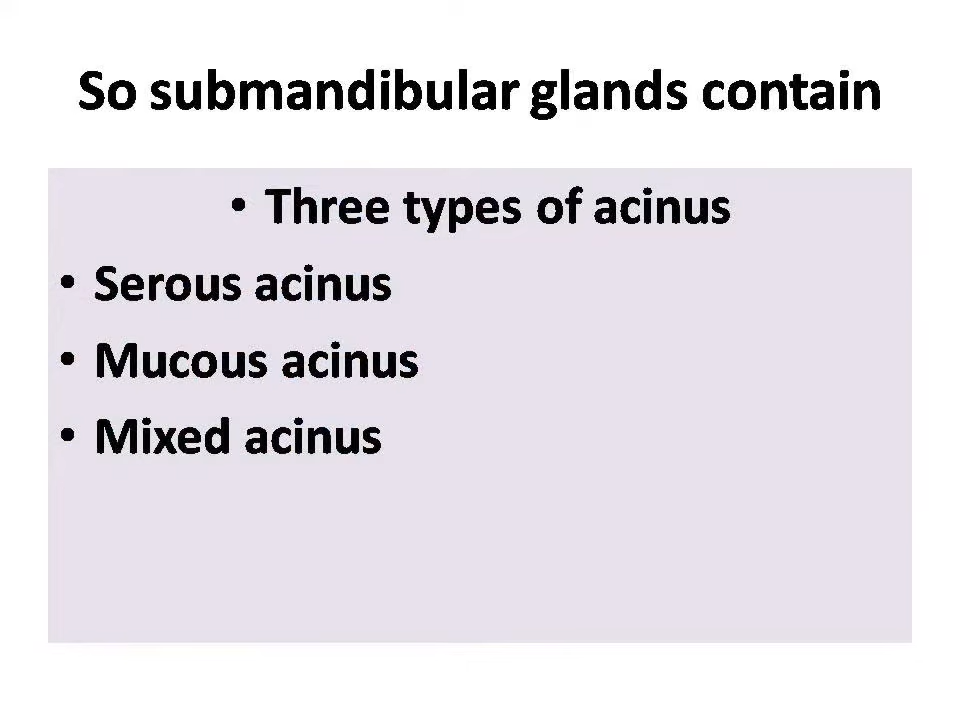 So submandibular glands contain
• Three types of acinus
• Serous acinus
• Mucous acinus
• Mixed acinus